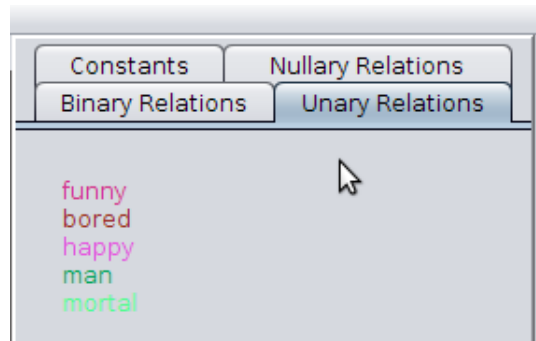 Constants Nullary Relations
Binary Relations Unary Relations
funny
bored
happy
man
mortal